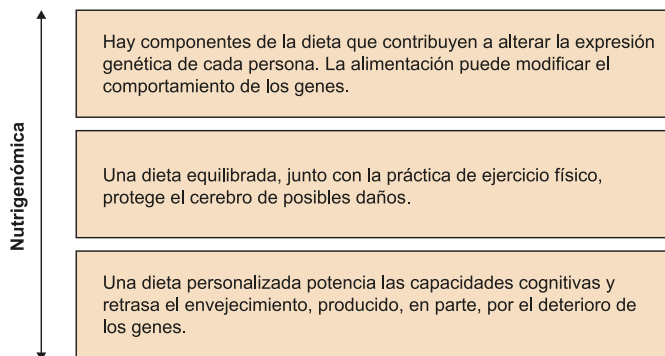 Nutrigenómica
Hay componentes de la dieta que contribuyen a alterar la expresión
genética de cada persona. La alimentación puede modificar el
comportamiento de los genes.
Una dieta equilibrada, junto con la práctica de ejercicio físico,
protege el cerebro de posibles daños.
Una dieta personalizada potencia las capacidades cognitivas y
retrasa el envejecimiento, producido, en parte, por el deterioro de
los genes.